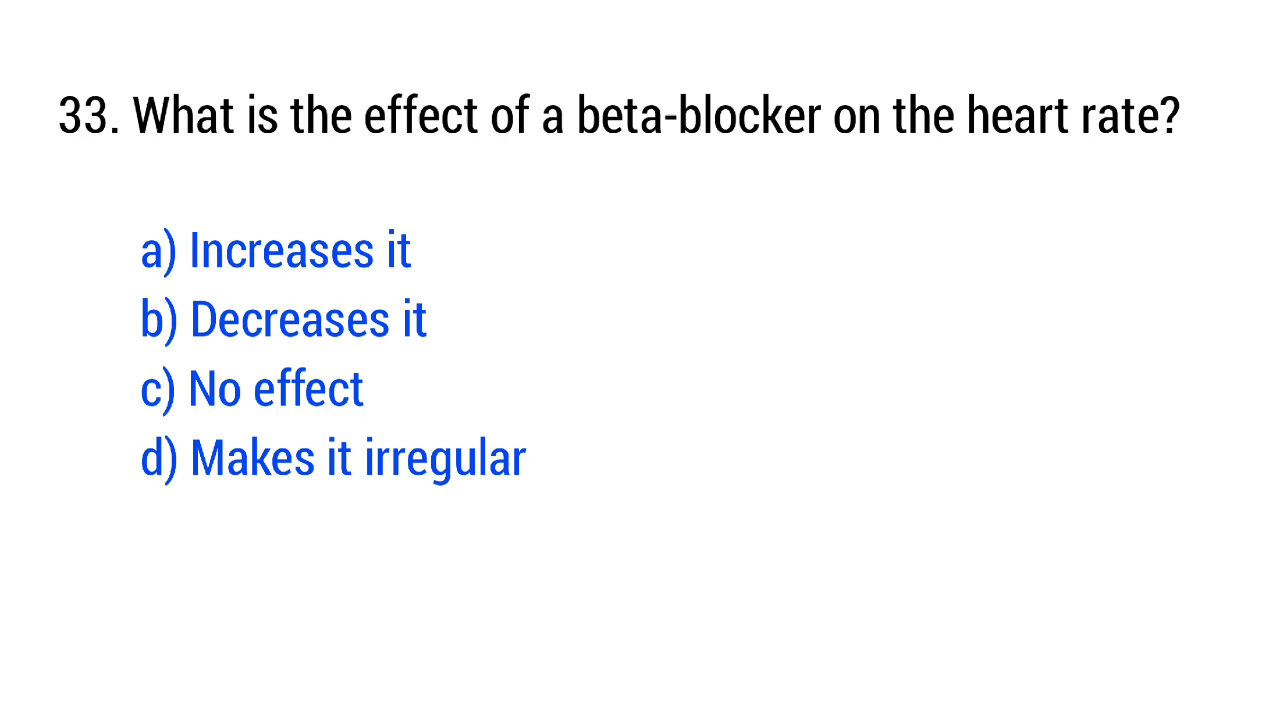 33. What is the effect of a beta-blocker on the heart rate?
a) Increases it
b) Decreases it
c) No effect
d) Makes it irregular